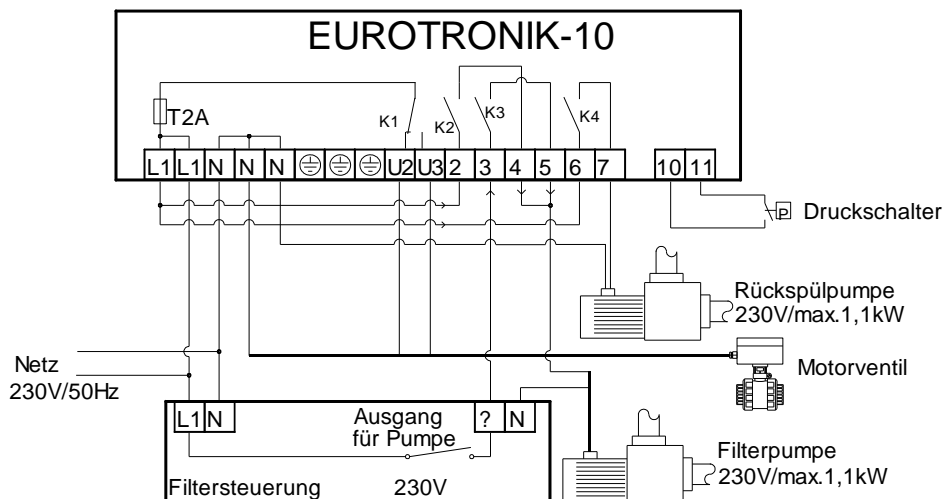 EUROTRONIK-10
T2A
K1 K2 K3 K4
L1 L1 N N N U2 U3 2 3 4 5 6 7 10 11
P Druckschalter
Rückspülpumpe
230V/max.1,1kW
Netz
230V/50Hz
Motorventil
L1 N
Ausgang
für Pumpe
? N
Filtersteuerung 230V
Filterpumpe
230V/max.1,1kW